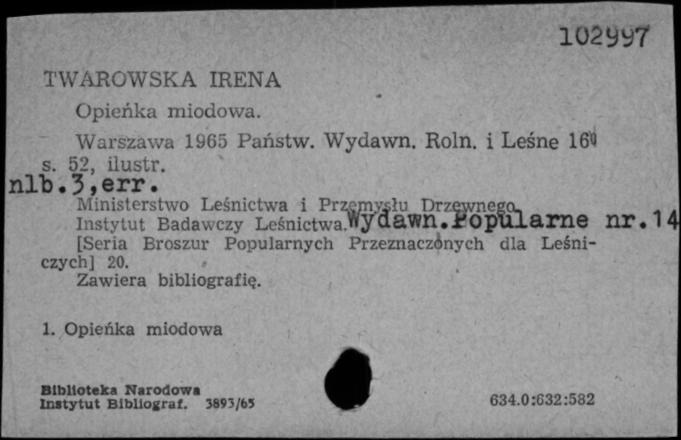 102997
TWAROWSKA IRENA
Opieńka miodowa.
Warszawa 1965 Państw. Wydawn. Roln. i Leśne 16⁰
s. 52, ilustr.
nlb.3,err.
Ministerstwo Leśnictwa i Przemysłu Drzewnego
Instytut Badawczy Leśnictwa. Wydawn.Popularne nr.14
[Seria Broszur Popularnych Przeznaczonych dla Leśni-
czych] 20.
Zawiera bibliografię.
1. Opieńka miodowa
Biblioteka Narodowa
Instytut Bibliograf. 3893/65
634.0:632:582